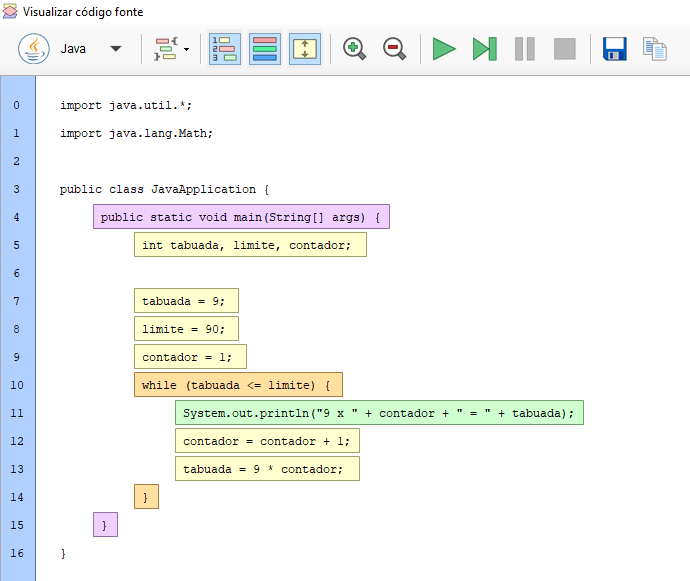 Visualizar código fonte
Java
0 import java.util.*;
1 import java.lang.Math;
2
3 public class JavaApplication {
4 public static void main(String[] args) {
5 int tabuada, limite, contador;
6
7 tabuada = 9;
8 limite = 90;
9 contador = 1;
10 while (tabuada <= limite) {
11 System.out.println("9 x " + contador + " = " + tabuada);
12 contador = contador + 1;
13 tabuada = 9 * contador;
14 }
15 }
16 }